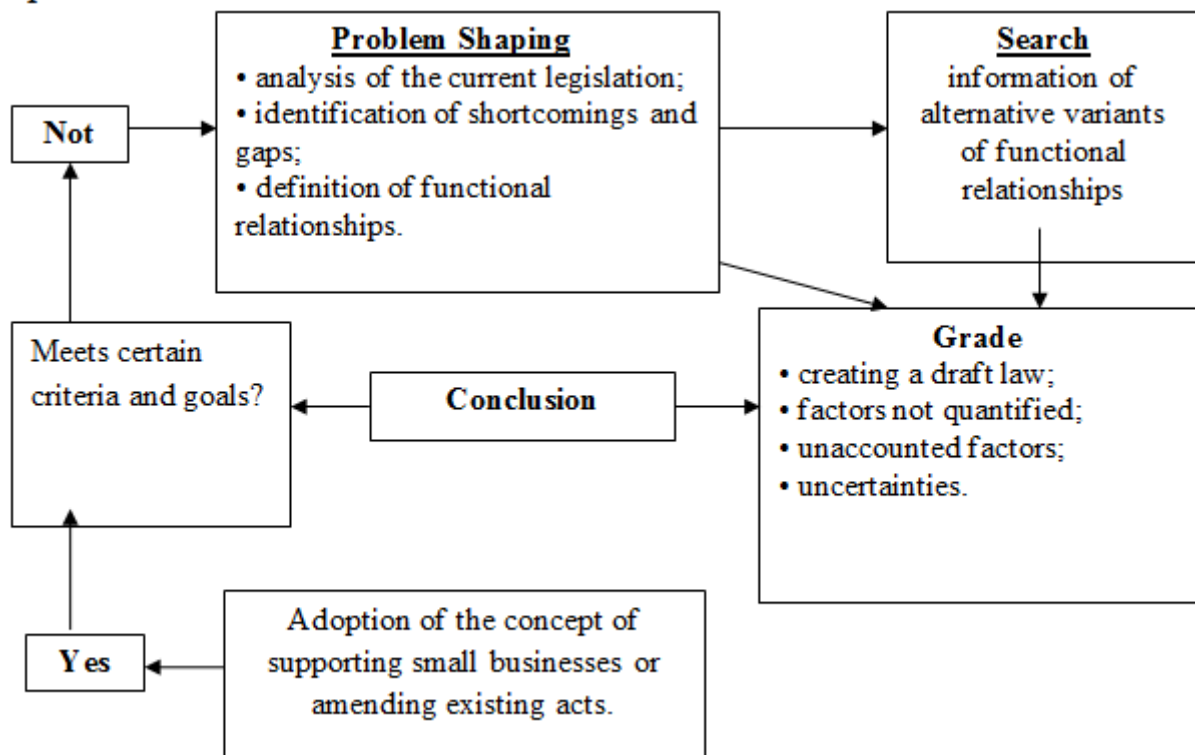 Problem Shaping
• analysis of the current legislation;
• identification of shortcomings and
gaps;
• definition of functional
relationships.
Search
information of
alternative variants
of functional
relationships
Not
Meets certain
criteria and goals?
Conclusion
Grade
• creating a draft law;
• factors not quantified;
• unaccounted factors;
• uncertainties.
Yes
Adoption of the concept of
supporting small businesses or
amending existing acts.